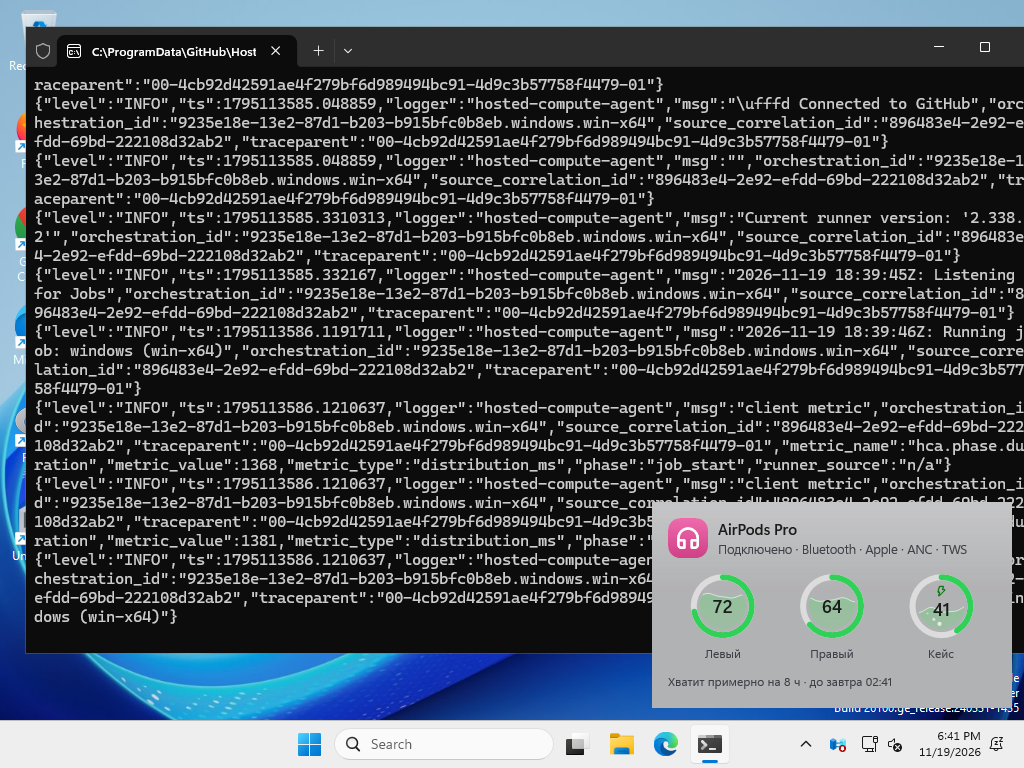 C:\ProgramData\GitHub\Host
raceparent":"00-4cb92d42591ae4f279bf6d989494bc91-4d9c3b57758f4479-01"}
{"level":"INFO","ts":1795113585.048859,"logger":"hosted-compute-agent","msg":"\ufffd Connected to GitHub","orc
hestration_id":"9235e18e-13e2-87d1-b203-b915bfc0b8eb.windows.win-x64","source_correlation_id":"896483e4-2e92-e
fdd-69bd-222108d32ab2","traceparent":"00-4cb92d42591ae4f279bf6d989494bc91-4d9c3b57758f4479-01"}
{"level":"INFO","ts":1795113585.048859,"logger":"hosted-compute-agent","msg":"","orchestration_id":"9235e18e-1
3e2-87d1-b203-b915bfc0b8eb.windows.win-x64","source_correlation_id":"896483e4-2e92-efdd-69bd-222108d32ab2","tr
aceparent":"00-4cb92d42591ae4f279bf6d989494bc91-4d9c3b57758f4479-01"}
{"level":"INFO","ts":1795113585.3310313,"logger":"hosted-compute-agent","msg":"Current runner version: '2.338.
2'","orchestration_id":"9235e18e-13e2-87d1-b203-b915bfc0b8eb.windows.win-x64","source_correlation_id":"896483e
4-2e92-efdd-69bd-222108d32ab2","traceparent":"00-4cb92d42591ae4f279bf6d989494bc91-4d9c3b57758f4479-01"}
{"level":"INFO","ts":1795113585.332167,"logger":"hosted-compute-agent","msg":"2026-11-19 18:39:45Z: Listening
for Jobs","orchestration_id":"9235e18e-13e2-87d1-b203-b915bfc0b8eb.windows.win-x64","source_correlation_id":"8
96483e4-2e92-efdd-69bd-222108d32ab2","traceparent":"00-4cb92d42591ae4f279bf6d989494bc91-4d9c3b57758f4479-01"}
{"level":"INFO","ts":1795113586.1191711,"logger":"hosted-compute-agent","msg":"2026-11-19 18:39:46Z: Running j
ob: windows (win-x64)","orchestration_id":"9235e18e-13e2-87d1-b203-b915bfc0b8eb.windows.win-x64","source_corre
lation_id":"896483e4-2e92-efdd-69bd-222108d32ab2","traceparent":"00-4cb92d42591ae4f279bf6d989494bc91-4d9c3b577
58f4479-01"}
{"level":"INFO","ts":1795113586.1210637,"logger":"hosted-compute-agent","msg":"client metric","orchestration_i
d":"9235e18e-13e2-87d1-b203-b915bfc0b8eb.windows.win-x64","source_correlation_id":"896483e4-2e92-efdd-69bd-222
108d32ab2","traceparent":"00-4cb92d42591ae4f279bf6d989494bc91-4d9c3b57758f4479-01","metric_name":"hca.phase.du
ration","metric_value":1368,"metric_type":"distribution_ms","phase":"job_start","runner_source":"n/a"}
{"level":"INFO","ts":1795113586.1210637,"logger":"hosted-compute-agent","msg":"client metric","orchestration_i
d":"9235e18e-13e2-87d1-b203-b915bfc0b8eb.windows.win-x64","source_correlation_id":"896483e4-2e92-efdd-69bd-222
108d32ab2","traceparent":"00-4cb92d42591ae4f279bf6d989494bc91-4d9c3b5
ration","metric_value":1381,"metric_type":"distribution_ms","phase":"
{"level":"INFO","ts":1795113586.1210637,"logger":"hosted-compute-agent
chestration_id":"9235e18e-13e2-87d1-b203-b915bfc0b8eb.windows.win-x64
efdd-69bd-222108d32ab2","traceparent":"00-4cb92d42591ae4f279bf6d98949
dows (win-x64)"}
AirPods Pro
Подключено · Bluetooth · Apple · ANC · TWS
72
64
41
Левый
Правый
Кейс
Хватит примерно на 8 ч · до завтра 02:41
Search
6:41 PM
11/19/2026